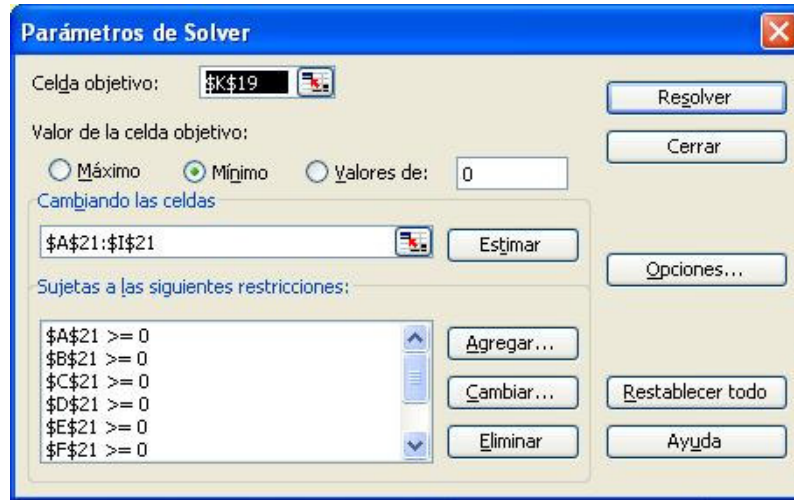 Parámetros de Solver
Celda objetivo: $K$19
Resolver
Valor de la celda objetivo:
Cerrar
Máximo Mínimo Valores de: 0
Cambiando las celdas
$A$21:$I$21 Estimar
Opciones...
Sujetas a las siguientes restricciones:
$A$21 >= 0
$B$21 >= 0
$C$21 >= 0
$D$21 >= 0
$E$21 >= 0
$F$21 >= 0
Agregar...
Cambiar...
Eliminar
Restablecer todo
Ayuda